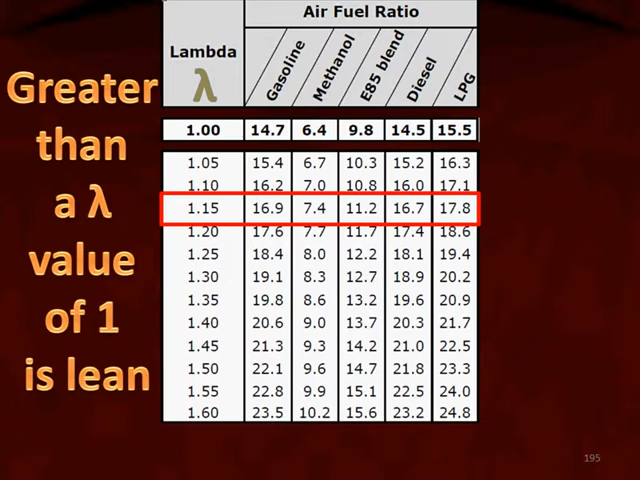 Greater
than
a λ
value
of 1
is lean
Air Fuel Ratio
Lambda
λ
Gasoline Methanol E85 blend Diesel LPG
1.00 14.7 6.4 9.8 14.5 15.5
1.05 15.4 6.7 10.3 15.2 16.3
1.10 16.2 7.0 10.8 16.0 17.1
1.15 16.9 7.4 11.2 16.7 17.8
1.20 17.6 7.7 11.7 17.4 18.6
1.25 18.4 8.0 12.2 18.1 19.4
1.30 19.1 8.3 12.7 18.9 20.2
1.35 19.8 8.6 13.2 19.6 20.9
1.40 20.6 9.0 13.7 20.3 21.7
1.45 21.3 9.3 14.2 21.0 22.5
1.50 22.1 9.6 14.7 21.8 23.3
1.55 22.8 9.9 15.1 22.5 24.0
1.60 23.5 10.2 15.6 23.2 24.8
195